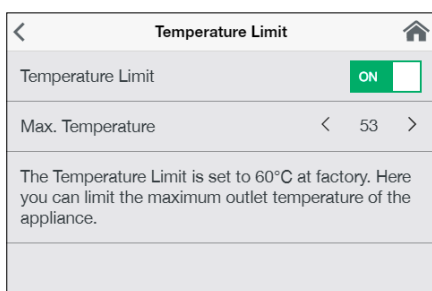 Temperature Limit
Temperature Limit ON
Max. Temperature < 53 >
The Temperature Limit is set to 60°C at factory. Here
you can limit the maximum outlet temperature of the
appliance.